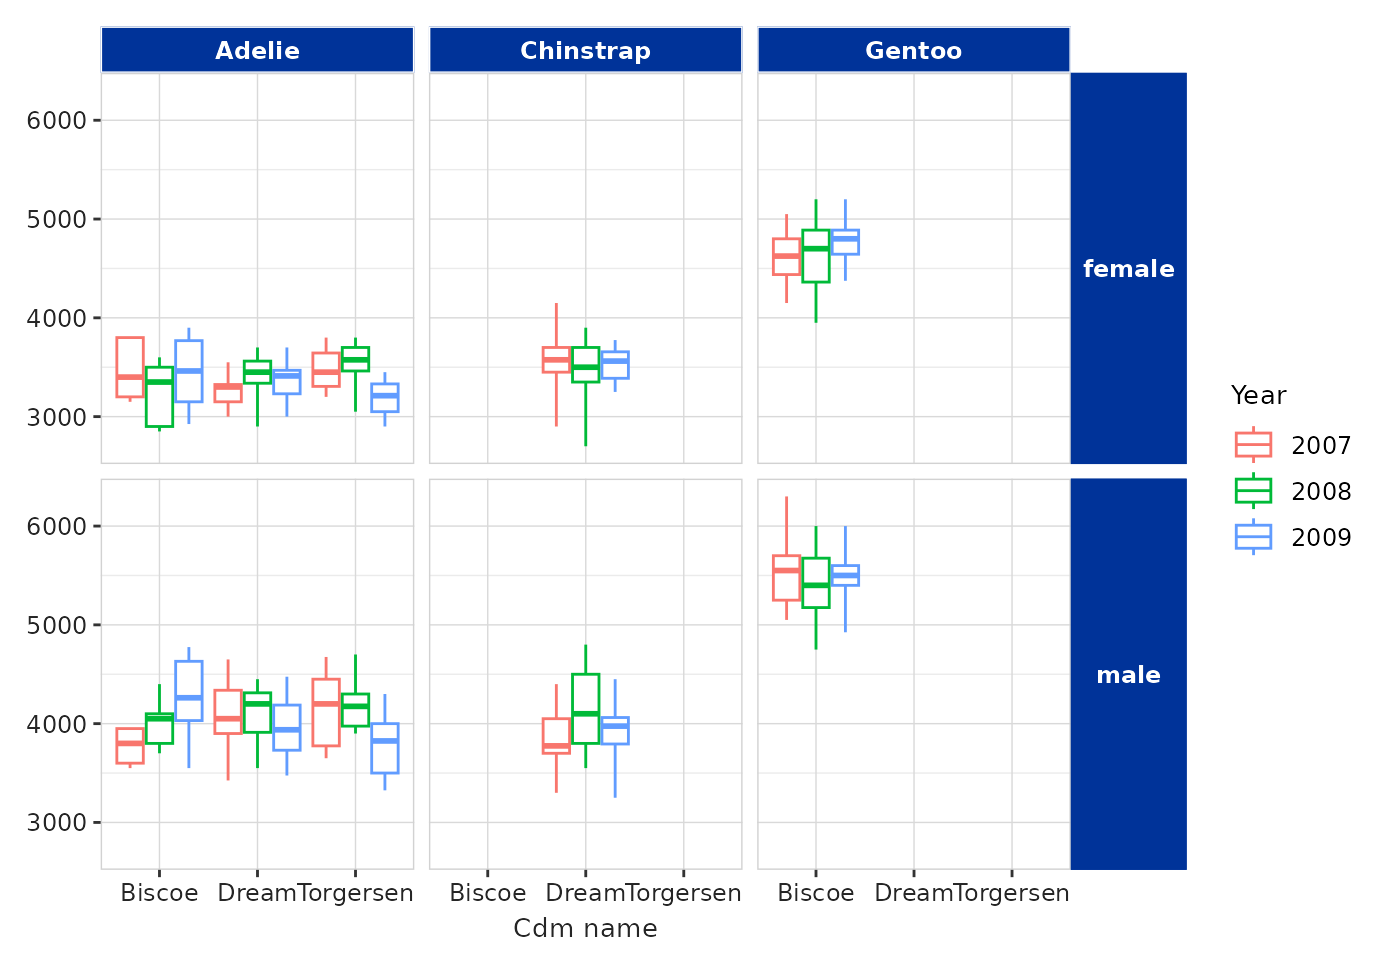 Adelie Chinstrap Gentoo
6000
5000
4000
3000
female
6000
5000
4000
3000
male
Biscoe Dream Torgersen Biscoe Dream Torgersen Biscoe Dream Torgersen
Cdm name
Year
2007
2008
2009